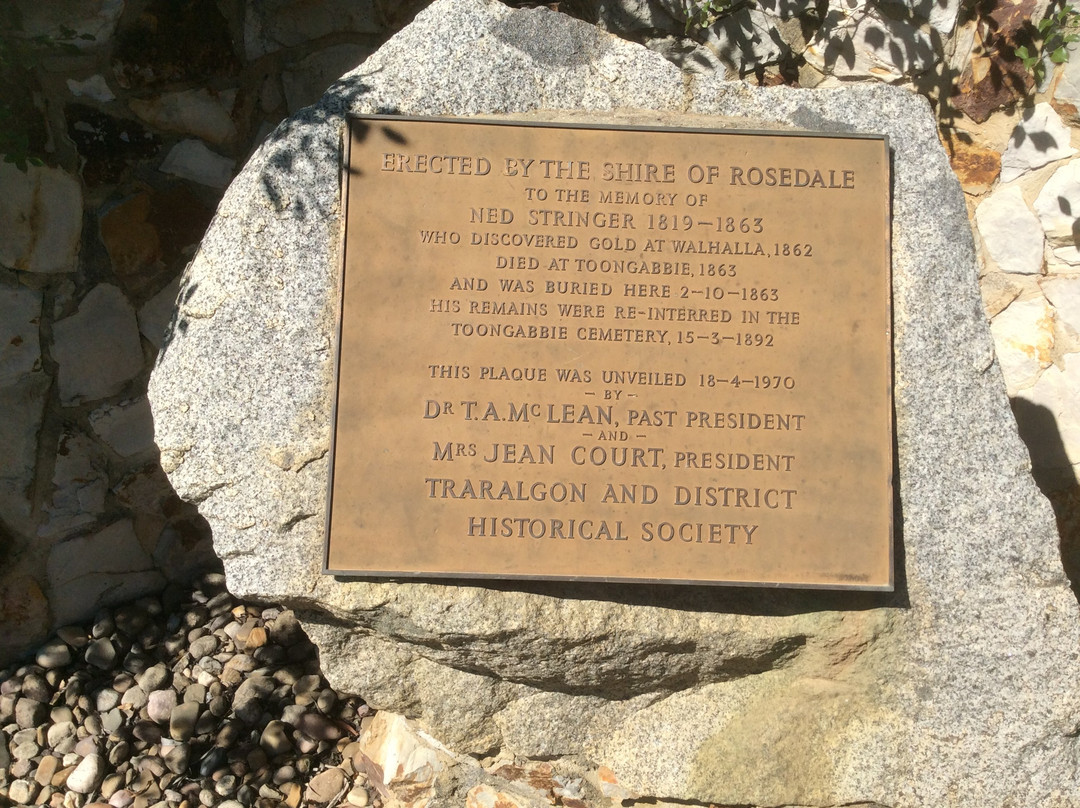 ERECTED BY THE SHIRE OF ROSEDALE
TO THE MEMORY OF
NED STRINGER 1819–1863
WHO DISCOVERED GOLD AT WALHALLA, 1862
DIED AT TOONGABBIE, 1863
AND WAS BURIED HERE 2–10–1863
HIS REMAINS WERE RE-INTERRED IN THE
TOONGABBIE CEMETERY, 15–3–1892
THIS PLAQUE WAS UNVEILED 18–4–1970
– BY –
DR T.A. MC LEAN, PAST PRESIDENT
– AND –
MRS JEAN COURT, PRESIDENT
TRARALGON AND DISTRICT
HISTORICAL SOCIETY